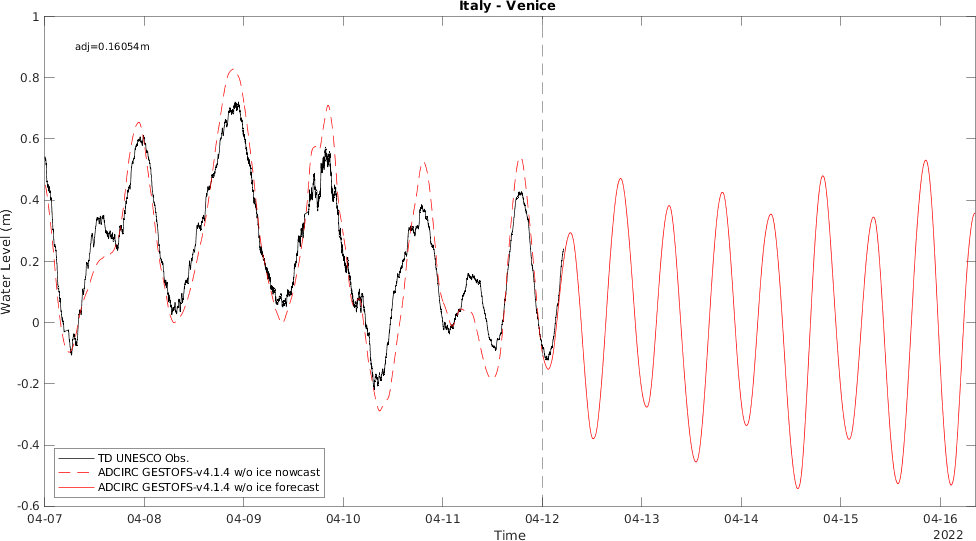 Italy - Venice
adj=0.16054m
1
0.8
0.6
0.4
0.2
0
-0.2
-0.4
-0.6
Water Level (m)
TD UNESCO Obs.
ADCIRC GESTOFS-v4.1.4 w/o ice nowcast
ADCIRC GESTOFS-v4.1.4 w/o ice forecast
04-07 04-08 04-09 04-10 04-11 04-12 04-13 04-14 04-15 04-16
Time
2022